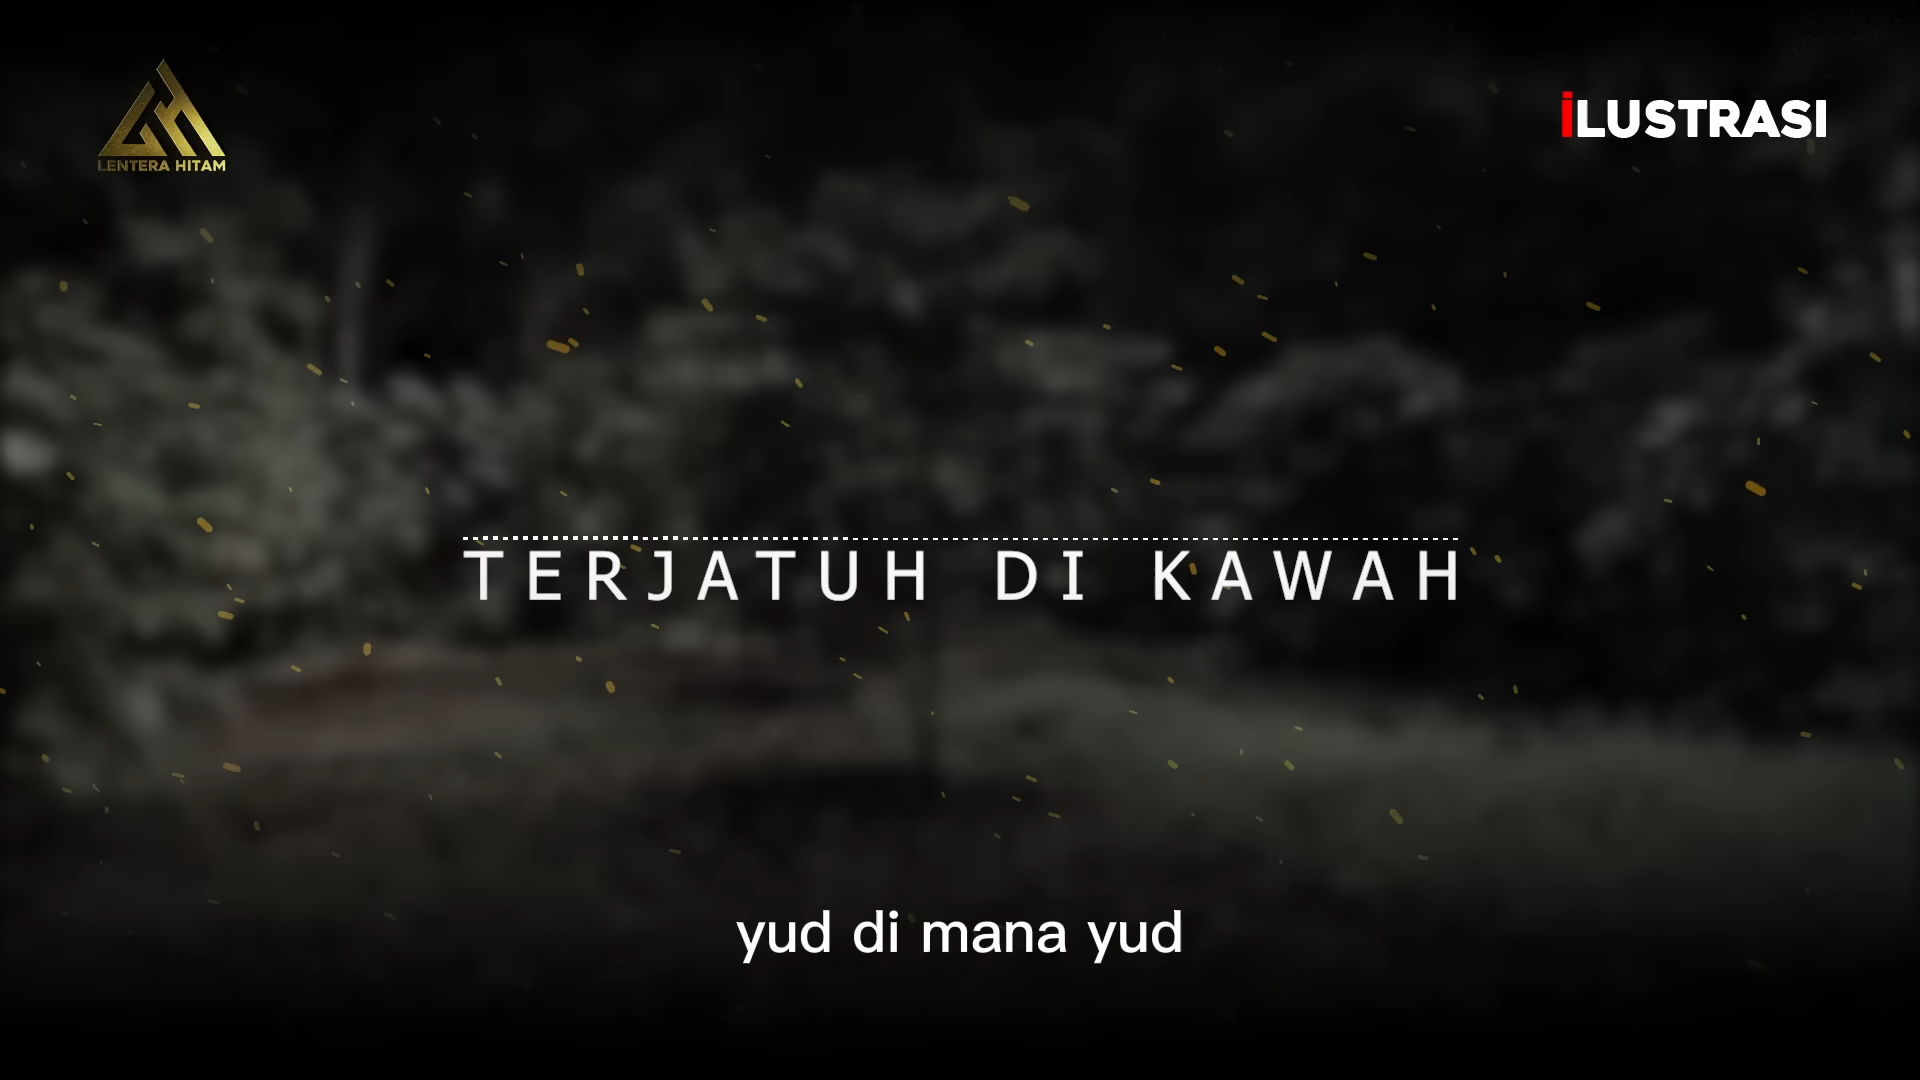 LENTERA HITAM
iLUSTRASI
TERJATUH DI KAWAH
yud di mana yud